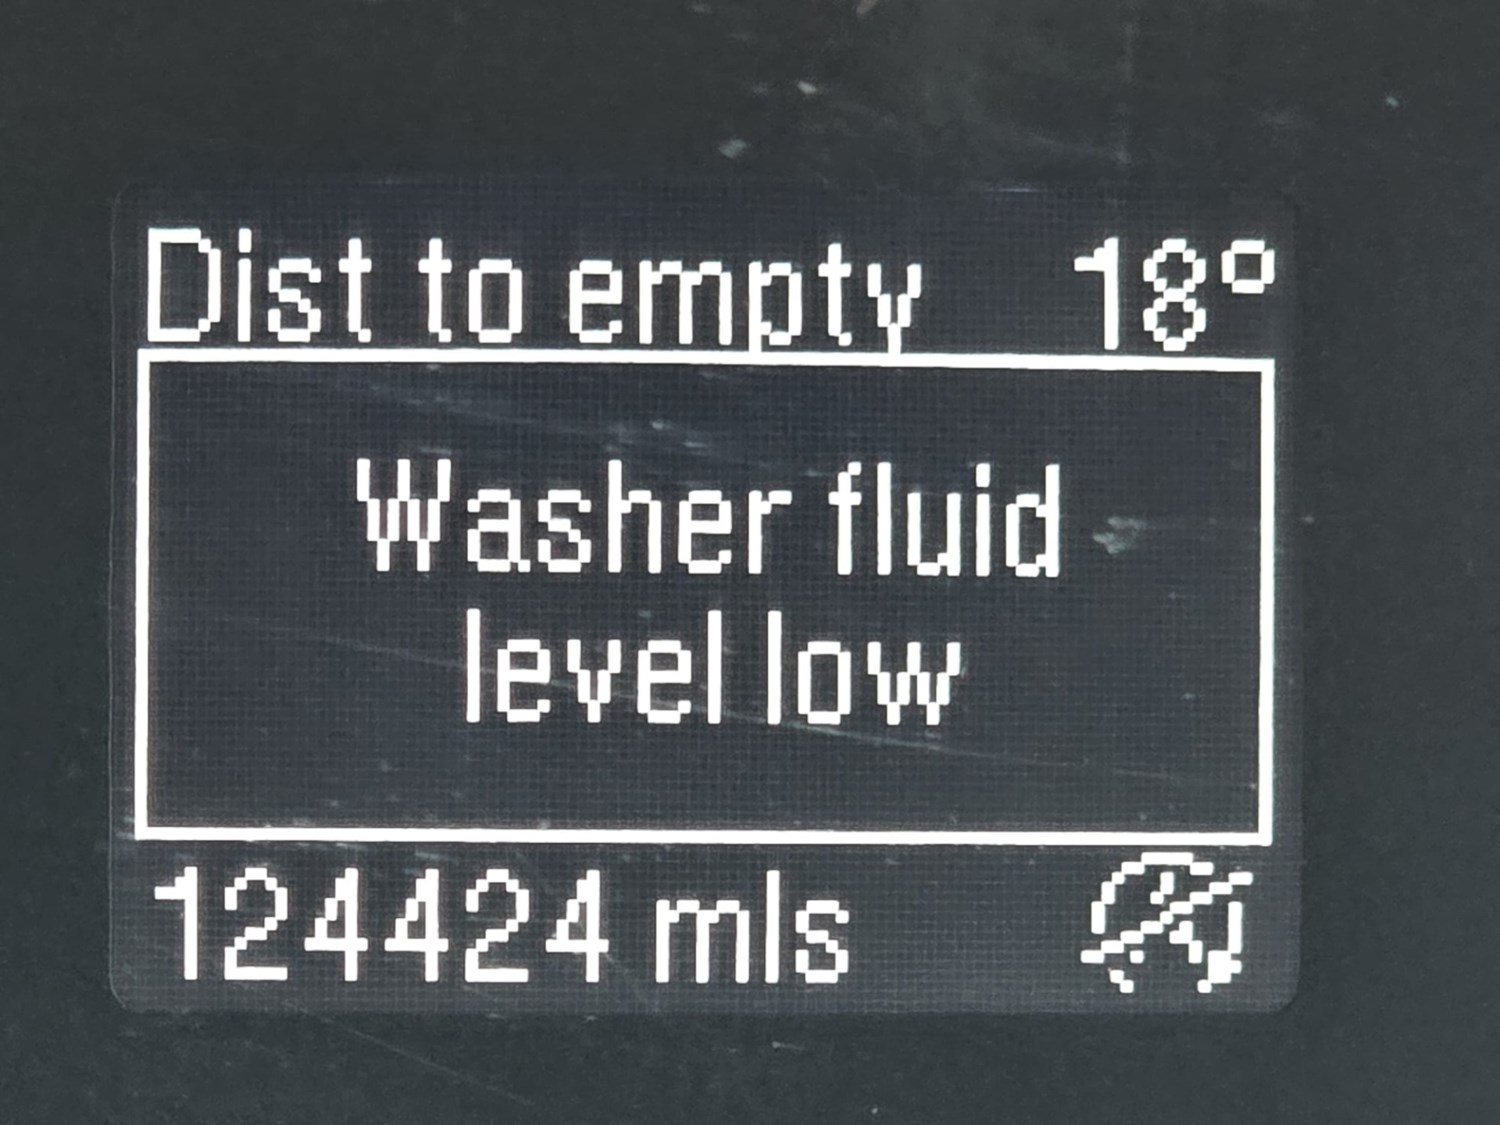 Dist to empty 18°
Washer fluid
level low
124424 mls